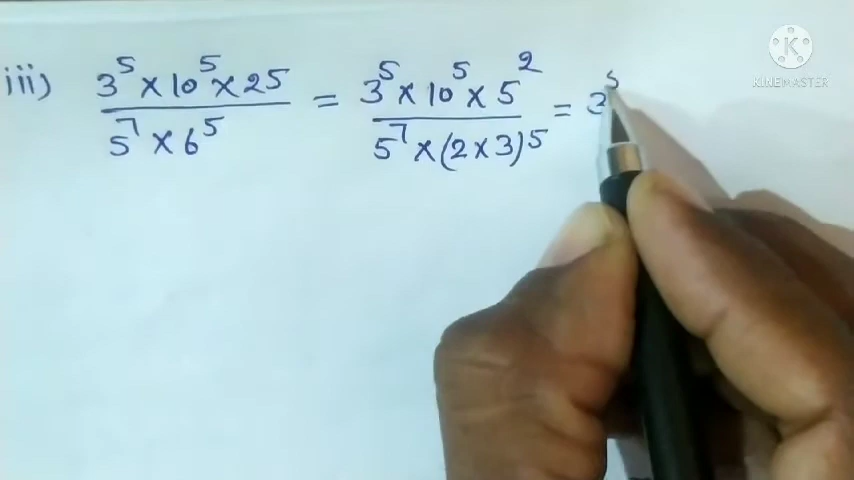 iii) 3⁵ × 10⁵ × 25 / 5⁷ × 6⁵ = 3⁵ × 10⁵ × 5² / 5⁷ × (2 × 3)⁵ = 3⁵
KINEMASTER